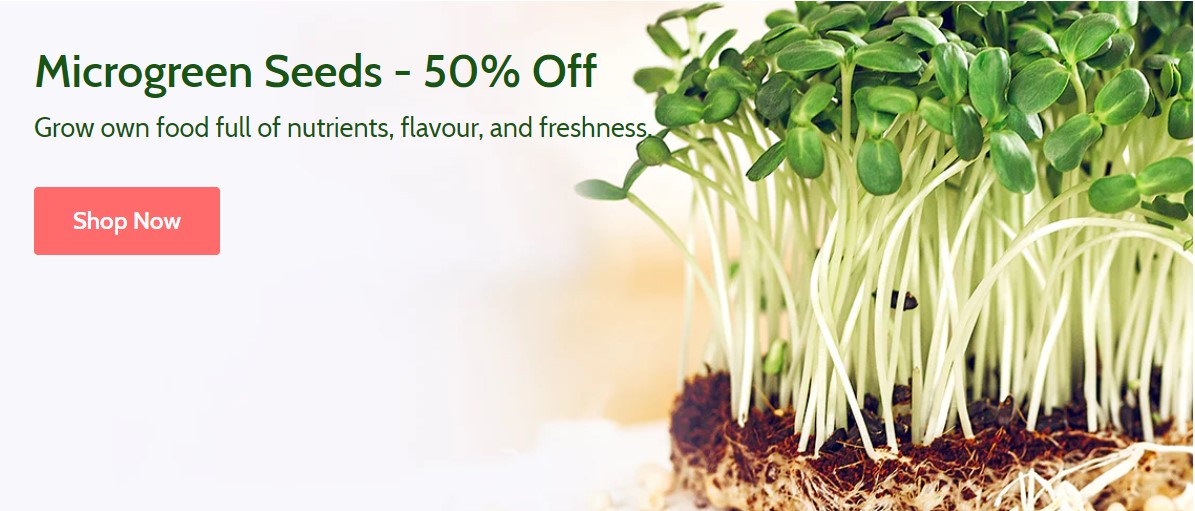 Microgreen Seeds - 50% Off
Grow own food full of nutrients, flavour, and freshness.
Shop Now